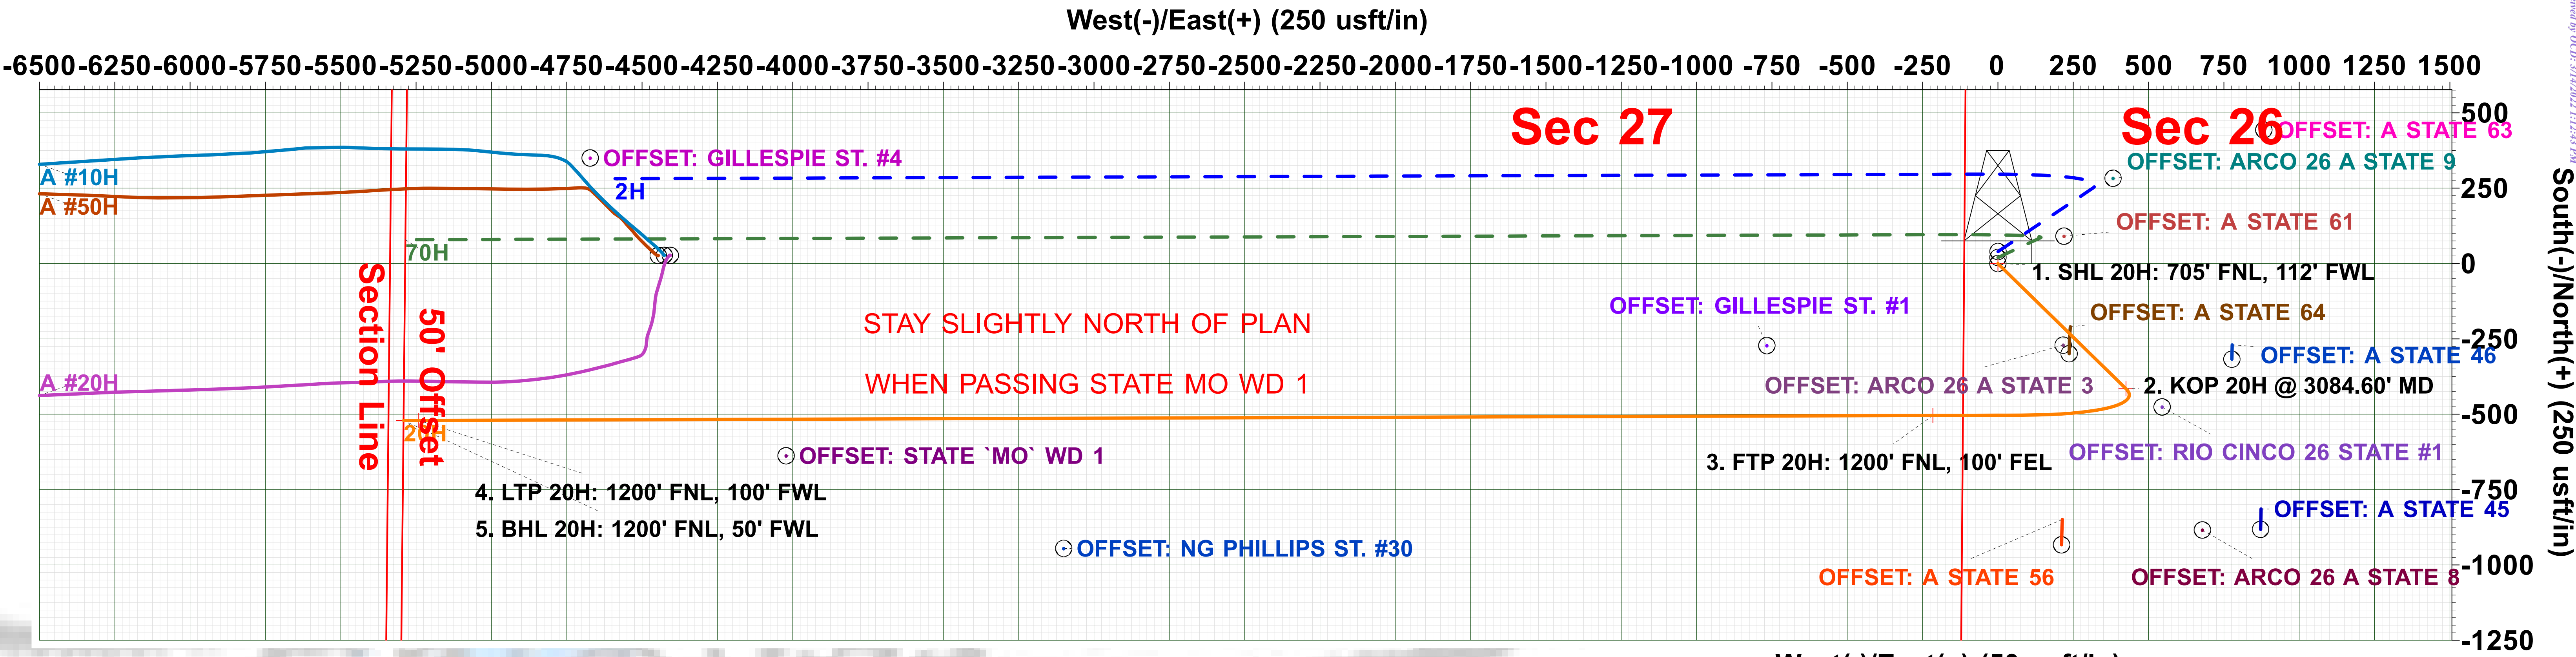 West(-)/East(+) (250 usft/in)
-6500 -6250 -6000 -5750 -5500 -5250 -5000 -4750 -4500 -4250 -4000 -3750 -3500 -3250 -3000 -2750 -2500 -2250 -2000 -1750 -1500 -1250 -1000 -750 -500 -250 0 250 500 750 1000 1250 1500
Sec 27
Sec 26
500
OFFSET: A STATE 63
OFFSET: GILLESPIE ST. #4
OFFSET: ARCO 26 A STATE 9
A #10H
2H
250
A #50H
OFFSET: A STATE 61
70H
0
1. SHL 20H: 705' FNL, 112' FWL
Section Line
50' Offset
OFFSET: GILLESPIE ST. #1
OFFSET: A STATE 64
STAY SLIGHTLY NORTH OF PLAN
-250
OFFSET: A STATE 46
A #20H
WHEN PASSING STATE MO WD 1
OFFSET: ARCO 26 A STATE 3
2. KOP 20H @ 3084.60' MD
-500
20H
OFFSET: STATE `MO` WD 1
3. FTP 20H: 1200' FNL, 100' FEL
OFFSET: RIO CINCO 26 STATE #1
4. LTP 20H: 1200' FNL, 100' FWL
-750
OFFSET: A STATE 45
5. BHL 20H: 1200' FNL, 50' FWL
OFFSET: NG PHILLIPS ST. #30
-1000
OFFSET: A STATE 56
OFFSET: ARCO 26 A STATE 8
-1250
South(-)/North(+) (250 usft/in)